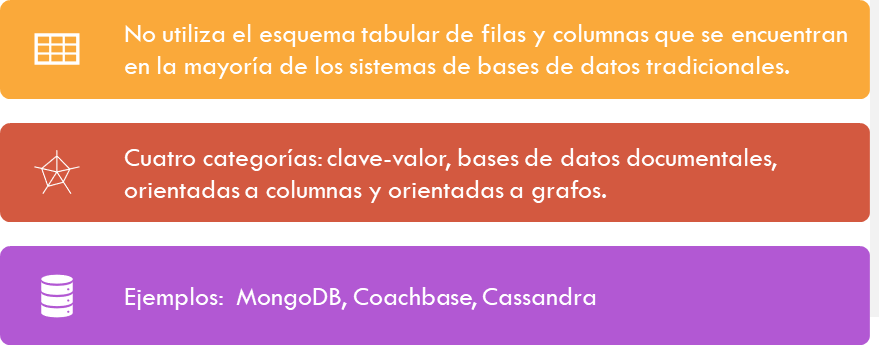 No utiliza el esquema tabular de filas y columnas que se encuentran
en la mayoría de los sistemas de bases de datos tradicionales.
Cuatro categorías: clave-valor, bases de datos documentales,
orientadas a columnas y orientadas a grafos.
Ejemplos: MongoDB, Coachbase, Cassandra